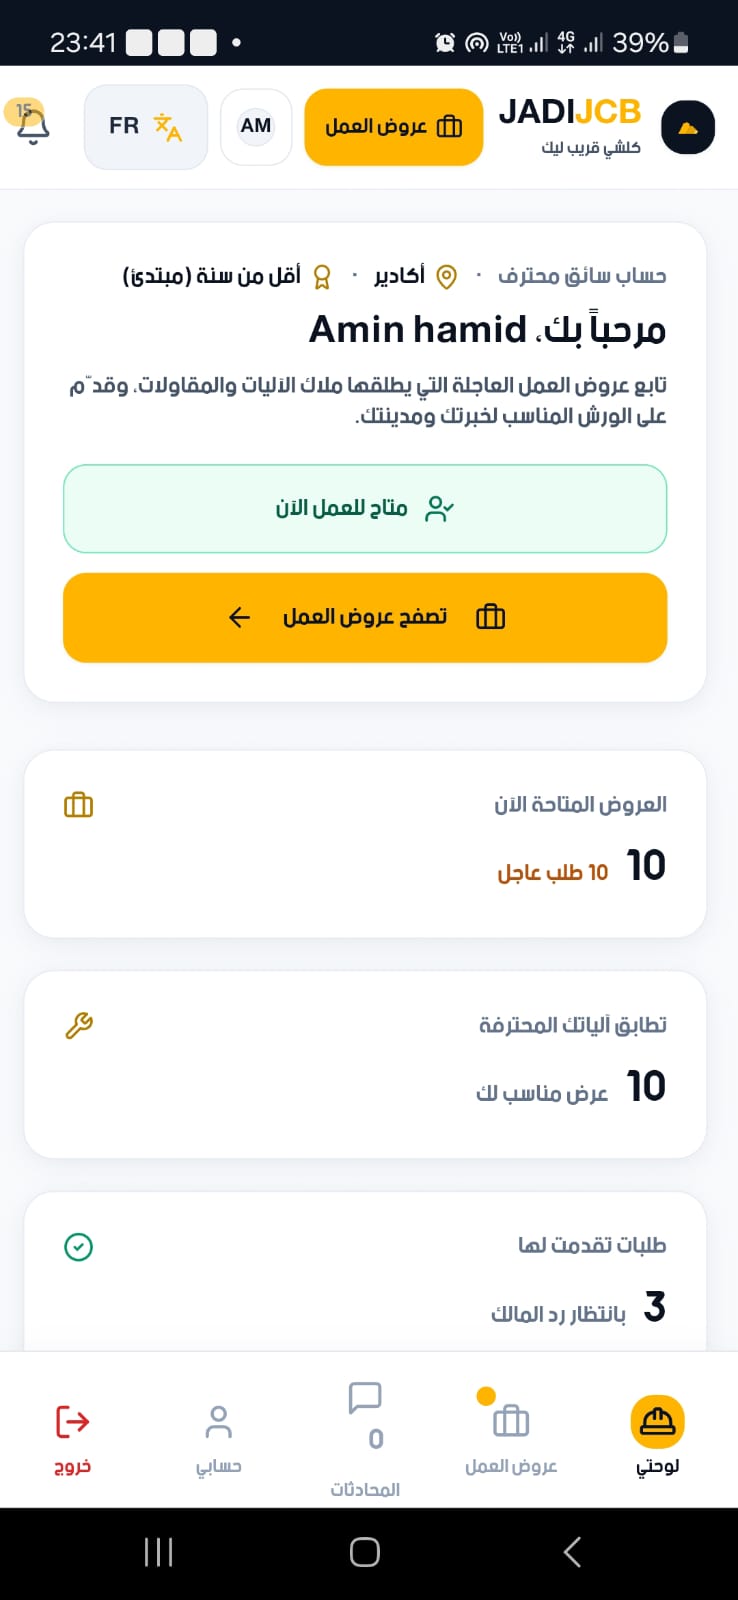 23:41
Vo)) LTE1 4G 39%
JADIJCB
كلشي قريب ليك
عروض العمل
AM
FR
15
حساب سائق محترف · أكادير · أقل من سنة (مبتدئ)
مرحباً بك، Amin hamid
تابع عروض العمل العاجلة التي يطلقها ملاك الآليات والمقاولات، وقدّم
على الورش المناسب لخبرتك ومدينتك.
متاح للعمل الآن
تصفح عروض العمل
العروض المتاحة الآن
10 10 طلب عاجل
تطابق آلياتك المحترفة
10 عرض مناسب لك
طلبات تقدمت لها
3 بانتظار رد المالك
لوحتي
عروض العمل
0
المحادثات
حسابي
خروج